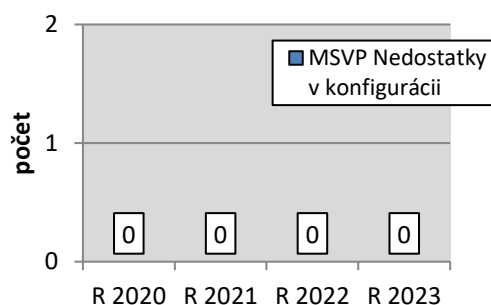 2
MSVP Nedostatky
v konfigurácii
počet
1
0 0 0 0
0
R 2020 R 2021 R 2022 R 2023